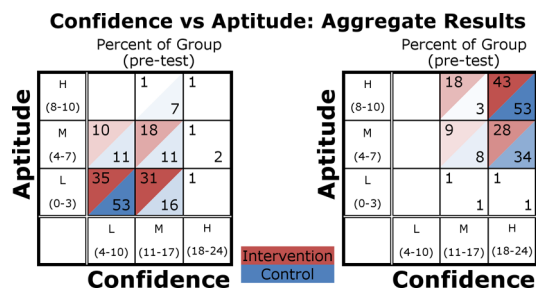 Confidence vs Aptitude: Aggregate Results
Percent of Group
(pre-test)
Percent of Group
(pre-test)
Aptitude
H
(8-10)
1
7
1
M
(4-7)
10
11
18
11
1
2
L
(0-3)
35
53
31
16
1
L
(4-10)
M
(11-17)
H
(18-24)
Confidence
Intervention
Control
Aptitude
H
(8-10)
18
3
43
53
M
(4-7)
9
8
28
34
L
(0-3)
1
1
1
1
L
(4-10)
M
(11-17)
H
(18-24)
Confidence